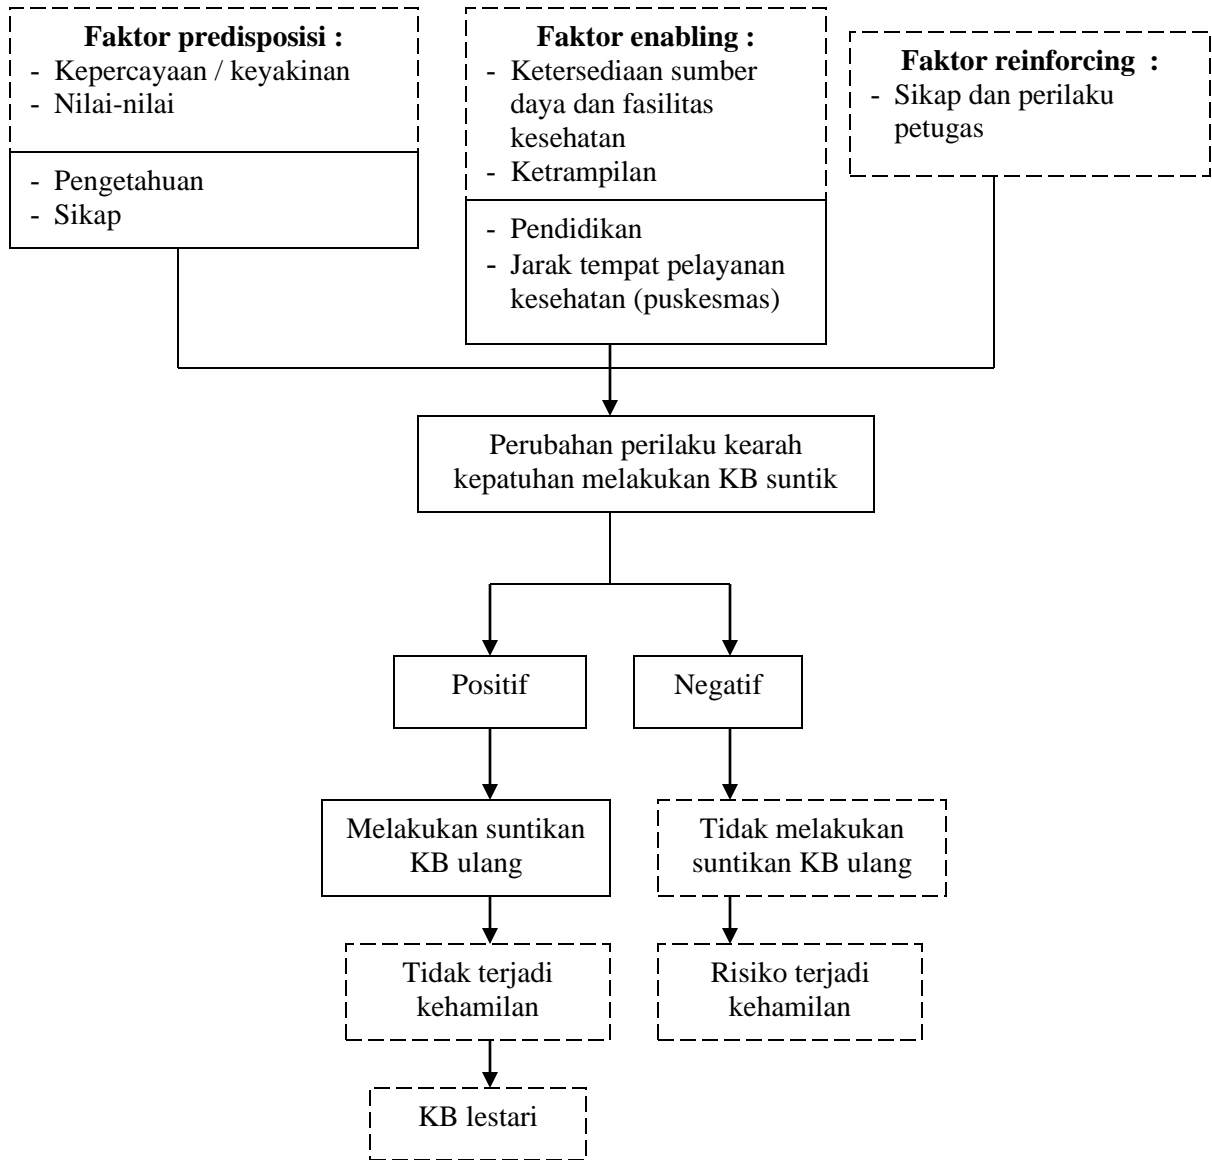 Faktor predisposisi :
- Kepercayaan / keyakinan
- Nilai-nilai
- Pengetahuan
- Sikap
Faktor enabling :
- Ketersediaan sumber
daya dan fasilitas
kesehatan
- Ketrampilan
- Pendidikan
- Jarak tempat pelayanan
kesehatan (puskesmas)
Faktor reinforcing :
- Sikap dan perilaku
petugas
Perubahan perilaku kearah
kepatuhan melakukan KB suntik
Positif
Negatif
Melakukan suntikan
KB ulang
Tidak melakukan
suntikan KB ulang
Tidak terjadi
kehamilan
Risiko terjadi
kehamilan
KB lestari